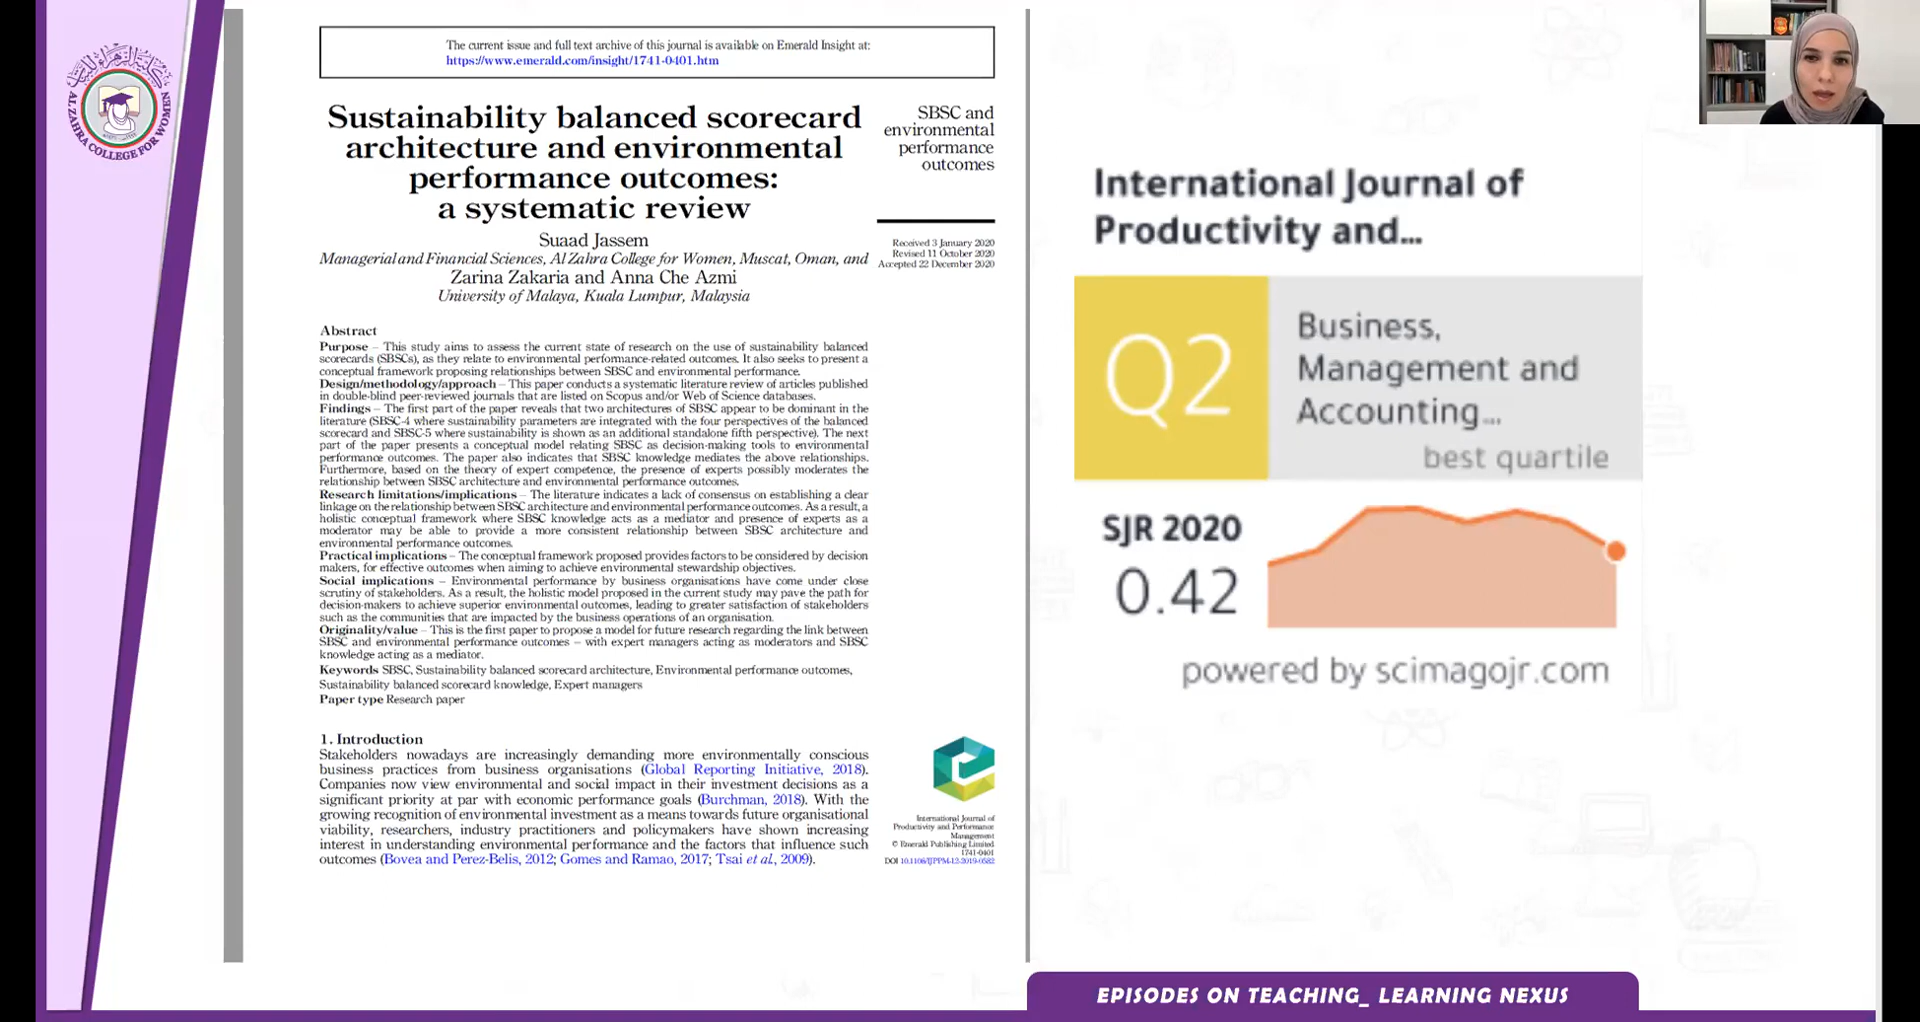 كلية الزهراء للبنات
AL ZAHRA COLLEGE FOR WOMEN
The current issue and full text archive of this journal is available on Emerald Insight at:
https://www.emerald.com/insight/1741-0401.htm
Sustainability balanced scorecard
architecture and environmental
performance outcomes:
a systematic review
Suaad Jassem
Managerial and Financial Sciences, Al Zahra College for Women, Muscat, Oman, and
Zarina Zakaria and Anna Che Azmi
University of Malaya, Kuala Lumpur, Malaysia
SBSC and
environmental
performance
outcomes
Received 3 January 2020
Revised 11 October 2020
Accepted 22 December 2020
Abstract
Purpose – This study aims to assess the current state of research on the use of sustainability balanced
scorecards (SBSCs), as they relate to environmental performance-related outcomes. It also seeks to present a
conceptual framework proposing relationships between SBSC and environmental performance.
Design/methodology/approach – This paper conducts a systematic literature review of articles published
in double-blind peer-reviewed journals that are listed on Scopus and/or Web of Science databases.
Findings – The first part of the paper reveals that two architectures of SBSC appear to be dominant in the
literature (SBSC-4 where sustainability parameters are integrated with the four perspectives of the balanced
scorecard and SBSC-5 where sustainability is shown as an additional standalone fifth perspective). The next
part of the paper presents a conceptual model relating SBSC as decision-making tools to environmental
performance outcomes. The paper also indicates that SBSC knowledge mediates the above relationships.
Furthermore, based on the theory of expert competence, the presence of experts possibly moderates the
relationship between SBSC architecture and environmental performance outcomes.
Research limitations/implications – The literature indicates a lack of consensus on establishing a clear
linkage on the relationship between SBSC architecture and environmental performance outcomes. As a result, a
holistic conceptual framework where SBSC knowledge acts as a mediator and presence of experts as a
moderator may be able to provide a more consistent relationship between SBSC architecture and
environmental performance outcomes.
Practical implications – The conceptual framework proposed provides factors to be considered by decision
makers, for effective outcomes when aiming to achieve environmental stewardship objectives.
Social implications – Environmental performance by business organisations have come under close
scrutiny of stakeholders. As a result, the holistic model proposed in the current study may pave the path for
decision-makers to achieve superior environmental outcomes, leading to greater satisfaction of stakeholders
such as the communities that are impacted by the business operations of an organisation.
Originality/value – This is the first paper to propose a model for future research regarding the link between
SBSC and environmental performance outcomes – with expert managers acting as moderators and SBSC
knowledge acting as a mediator.
Keywords SBSC, Sustainability balanced scorecard architecture, Environmental performance outcomes,
Sustainability balanced scorecard knowledge, Expert managers
Paper type Research paper
1. Introduction
Stakeholders nowadays are increasingly demanding more environmentally conscious
business practices from business organisations (Global Reporting Initiative, 2018).
Companies now view environmental and social impact in their investment decisions as a
significant priority at par with economic performance goals (Burchman, 2018). With the
growing recognition of environmental investment as a means towards future organisational
viability, researchers, industry practitioners and policymakers have shown increasing
interest in understanding environmental performance and the factors that influence such
outcomes (Bovea and Perez-Belis, 2012; Gomes and Ramao, 2017; Tsai et al., 2009).
International Journal of
Productivity and Performance
Management
© Emerald Publishing Limited
1741-0401
DOI 10.1108/IJPPM-12-2019-0582
International Journal of
Productivity and...
Q2
Business,
Management and
Accounting...
best quartile
SJR 2020
0.42
powered by scimagojr.com
EPISODES ON TEACHING_ LEARNING NEXUS